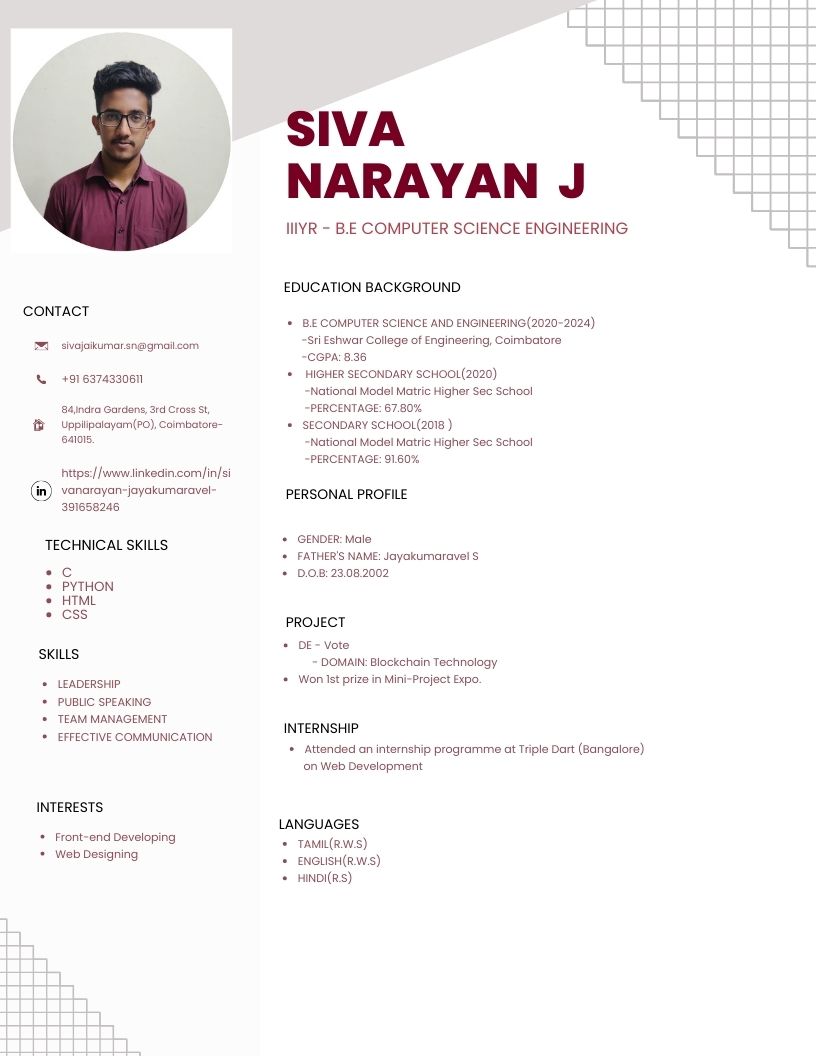 SIVA
NARAYAN J
IIIYR - B.E COMPUTER SCIENCE ENGINEERING
CONTACT
sivajaikumar.sn@gmail.com
+91 6374330611
84,Indra Gardens, 3rd Cross St,
Uppilipalayam(PO), Coimbatore-
641015.
https://www.linkedin.com/in/si
vanarayan-jayakumaravel-
391658246
in
TECHNICAL SKILLS
• C
• PYTHON
• HTML
• CSS
SKILLS
• LEADERSHIP
• PUBLIC SPEAKING
• TEAM MANAGEMENT
• EFFECTIVE COMMUNICATION
INTERESTS
• Front-end Developing
• Web Designing
EDUCATION BACKGROUND
• B.E COMPUTER SCIENCE AND ENGINEERING(2020-2024)
-Sri Eshwar College of Engineering, Coimbatore
-CGPA: 8.36
• HIGHER SECONDARY SCHOOL(2020)
-National Model Matric Higher Sec School
-PERCENTAGE: 67.80%
• SECONDARY SCHOOL(2018 )
-National Model Matric Higher Sec School
-PERCENTAGE: 91.60%
PERSONAL PROFILE
• GENDER: Male
• FATHER'S NAME: Jayakumaravel S
• D.O.B: 23.08.2002
PROJECT
• DE - Vote
- DOMAIN: Blockchain Technology
• Won 1st prize in Mini-Project Expo.
INTERNSHIP
• Attended an internship programme at Triple Dart (Bangalore)
on Web Development
LANGUAGES
• TAMIL(R.W.S)
• ENGLISH(R.W.S)
• HINDI(R.S)